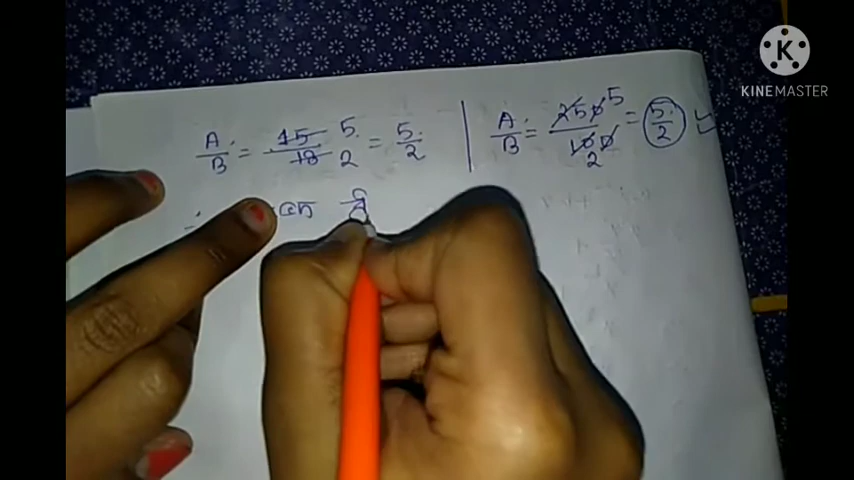 KINEMASTER
A/B = 15/18 5/2 = 5/2
A/B = 250/100 5/2 = 5/2